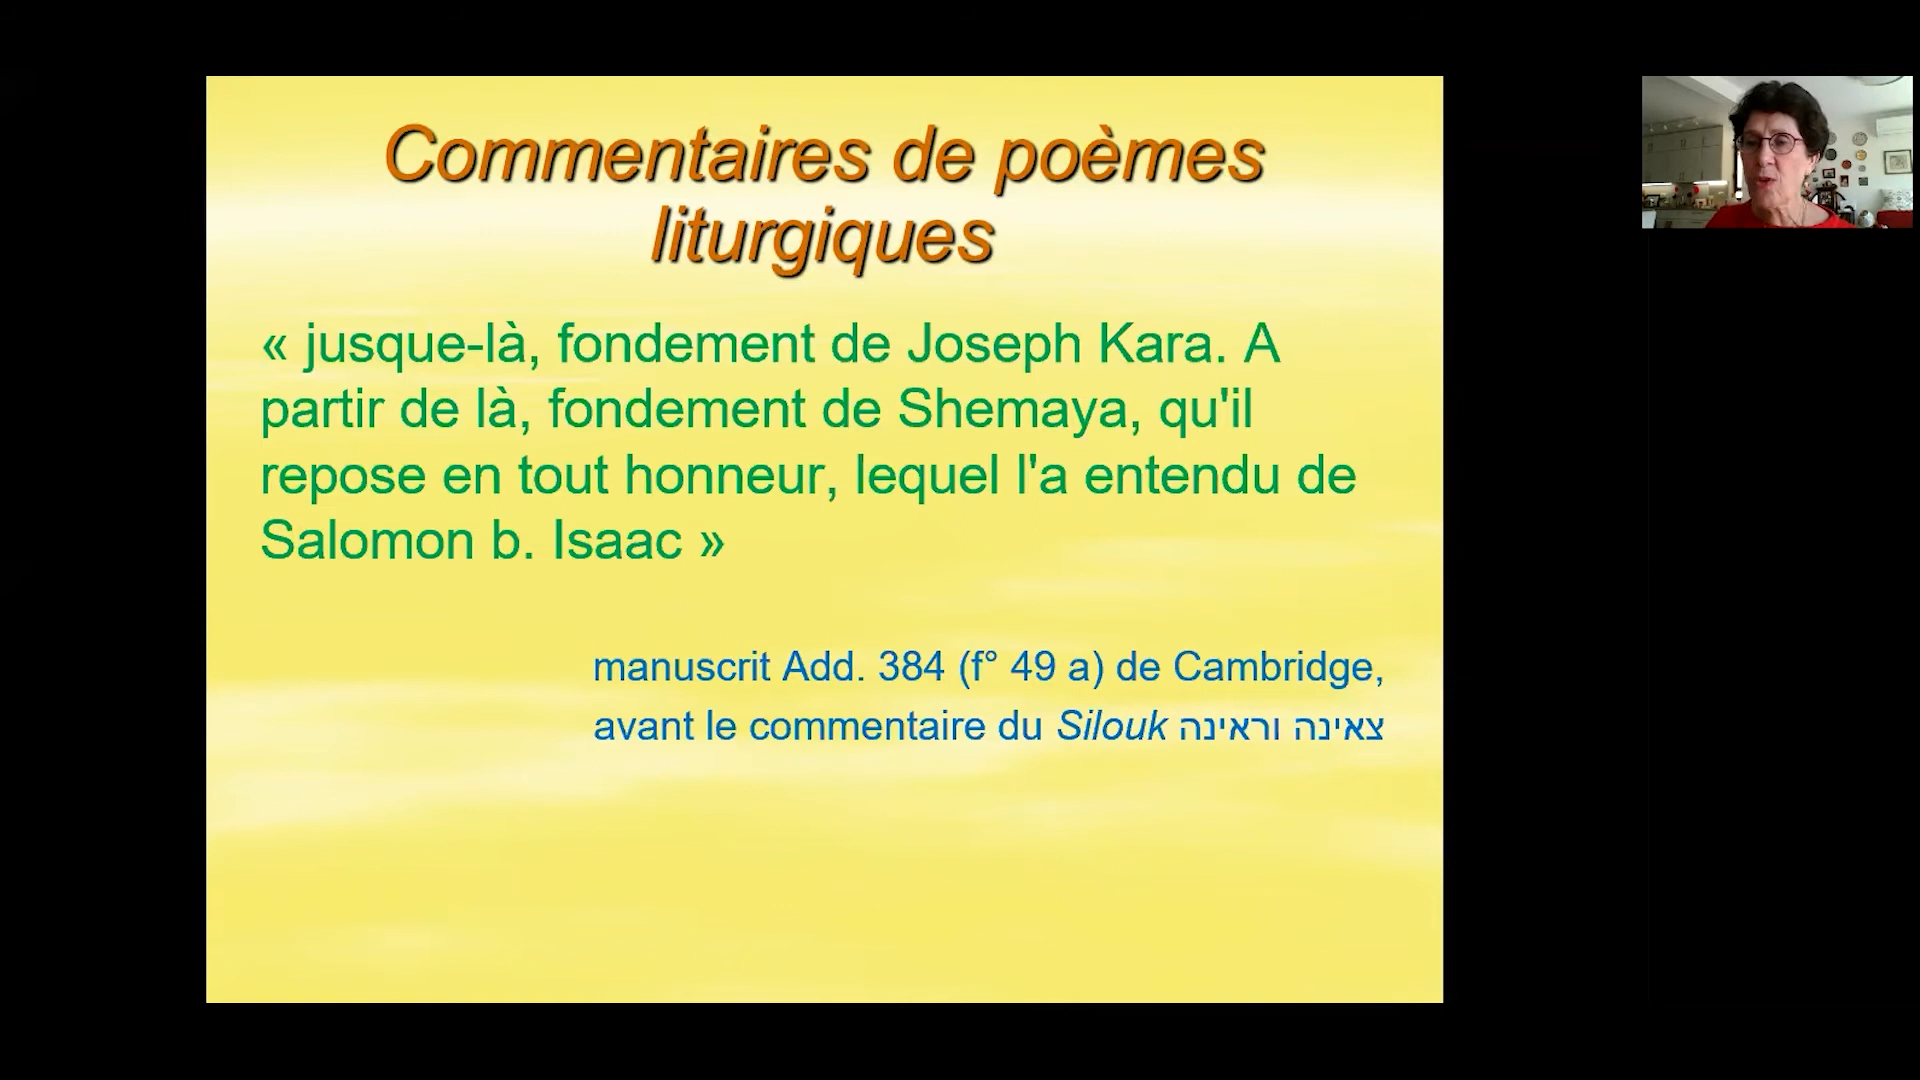 Commentaires de poèmes
liturgiques
« jusque-là, fondement de Joseph Kara. A
partir de là, fondement de Shemaya, qu'il
repose en tout honneur, lequel l'a entendu de
Salomon b. Isaac »
manuscrit Add. 384 (f° 49 a) de Cambridge,
avant le commentaire du Silouk צאינה וראינה